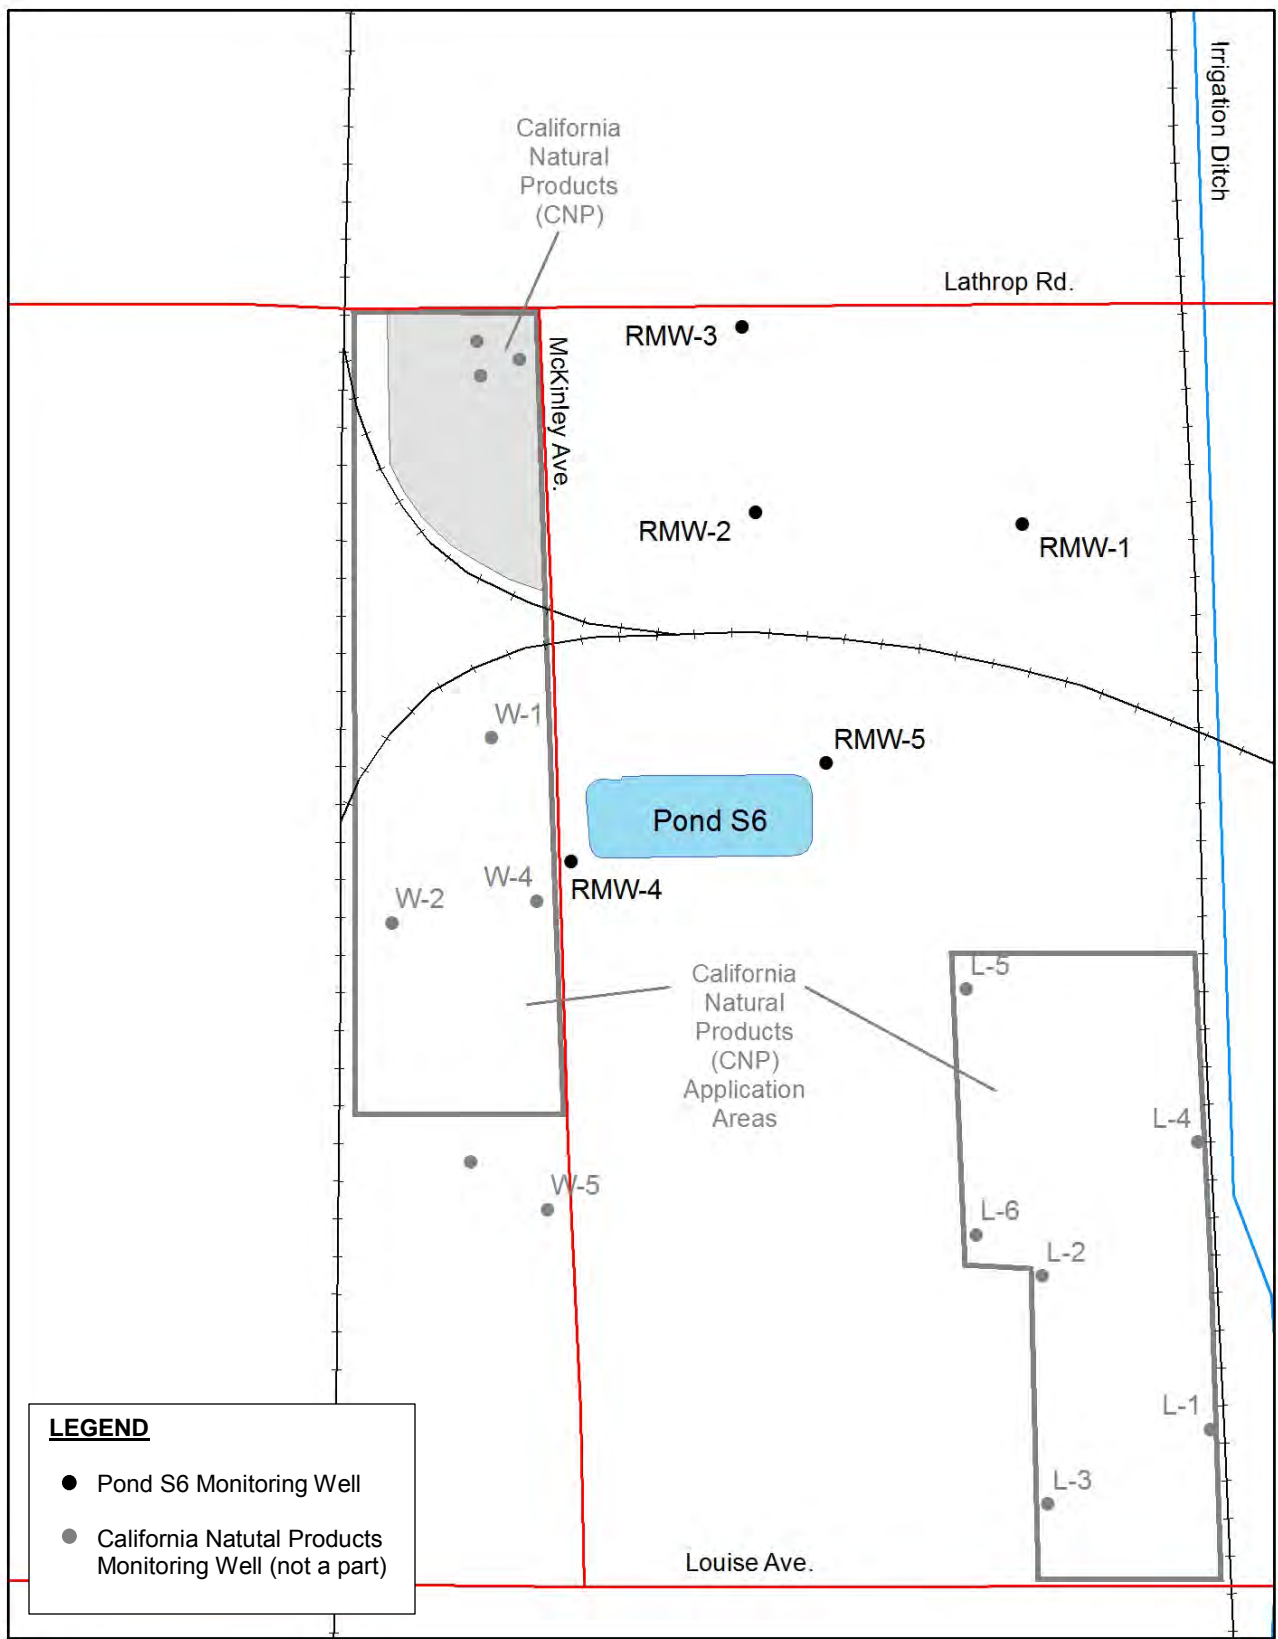 Irrigation Ditch
California
Natural
Products
(CNP)
Lathrop Rd.
RMW-3
McKinley Ave.
RMW-2
RMW-1
W-1
RMW-5
Pond S6
W-4
RMW-4
W-2
California
Natural
Products
(CNP)
Application
Areas
L-5
L-4
W-5
L-6
L-2
L-1
L-3
LEGEND
Pond S6 Monitoring Well
California Natutal Products
Monitoring Well (not a part)
Louise Ave.